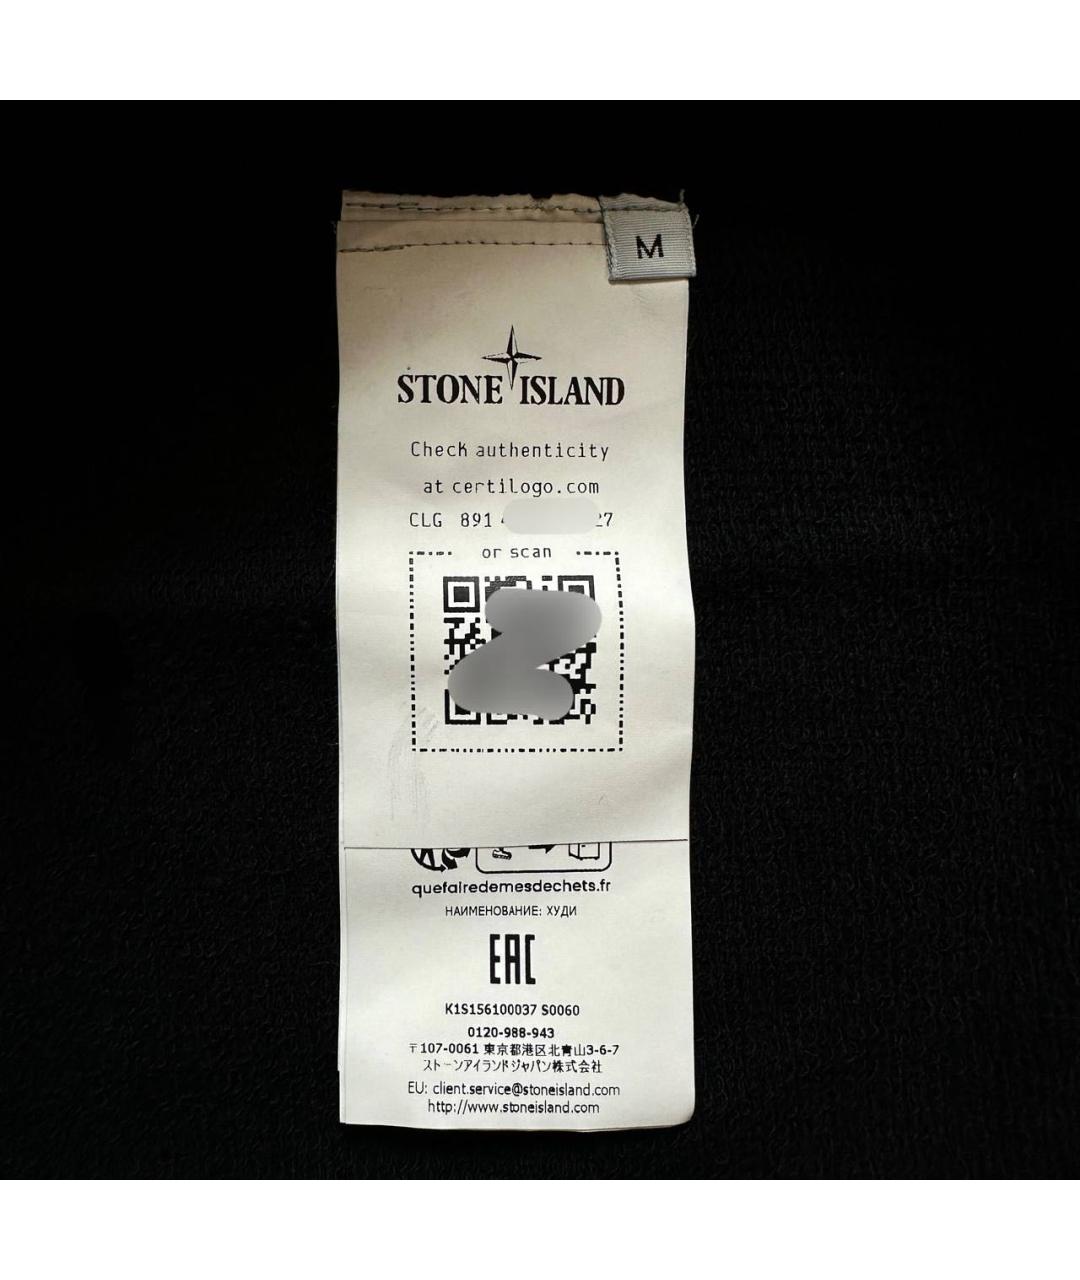 M
STONE ISLAND
Check authenticity
at certilogo.com
CLG 891 27
or scan
quefairedemesdechets.fr
НАИМЕНОВАНИЕ: ХУДИ
EAC
K1S156100037 S0060
0120-988-943
〒107-0061 東京都港区北青山3-6-7
ストーンアイランドジャパン株式会社
EU: client.service@stoneisland.com
http://www.stoneisland.com